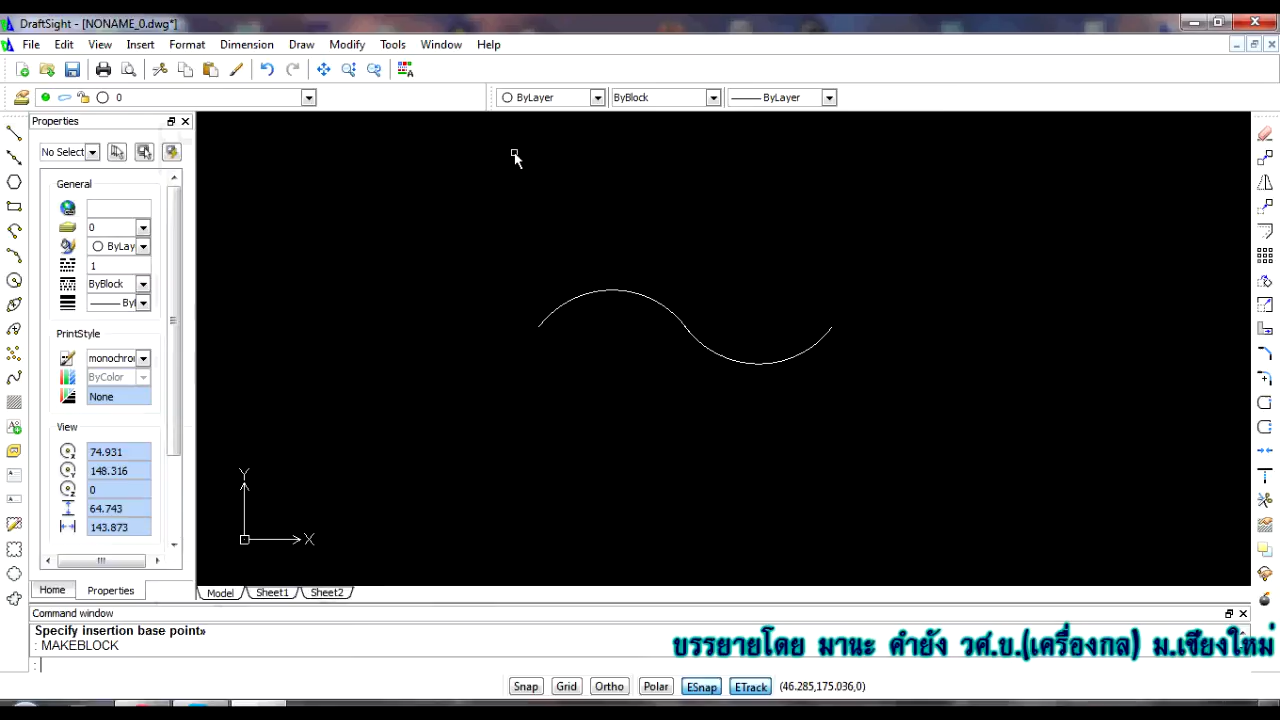 DraftSight - [NONAME_0.dwg*]
File Edit View Insert Format Dimension Draw Modify Tools Window Help
0 ByLayer ByBlock ByLayer
Properties
No Select
General
0
ByLay
1
ByBlock
Byl
PrintStyle
monochro
ByColor
None
View
74.931
148.316
0
64.743
143.873
Y
X
Home Properties
Model Sheet1 Sheet2
Command window
Specify insertion base point»
: MAKEBLOCK
:
บรรยายโดย มานะ คำยัง วศ.บ.(เครื่องกล) ม.เชียงใหม่
Snap Grid Ortho Polar ESnap ETrack (46.285,175.036,0)